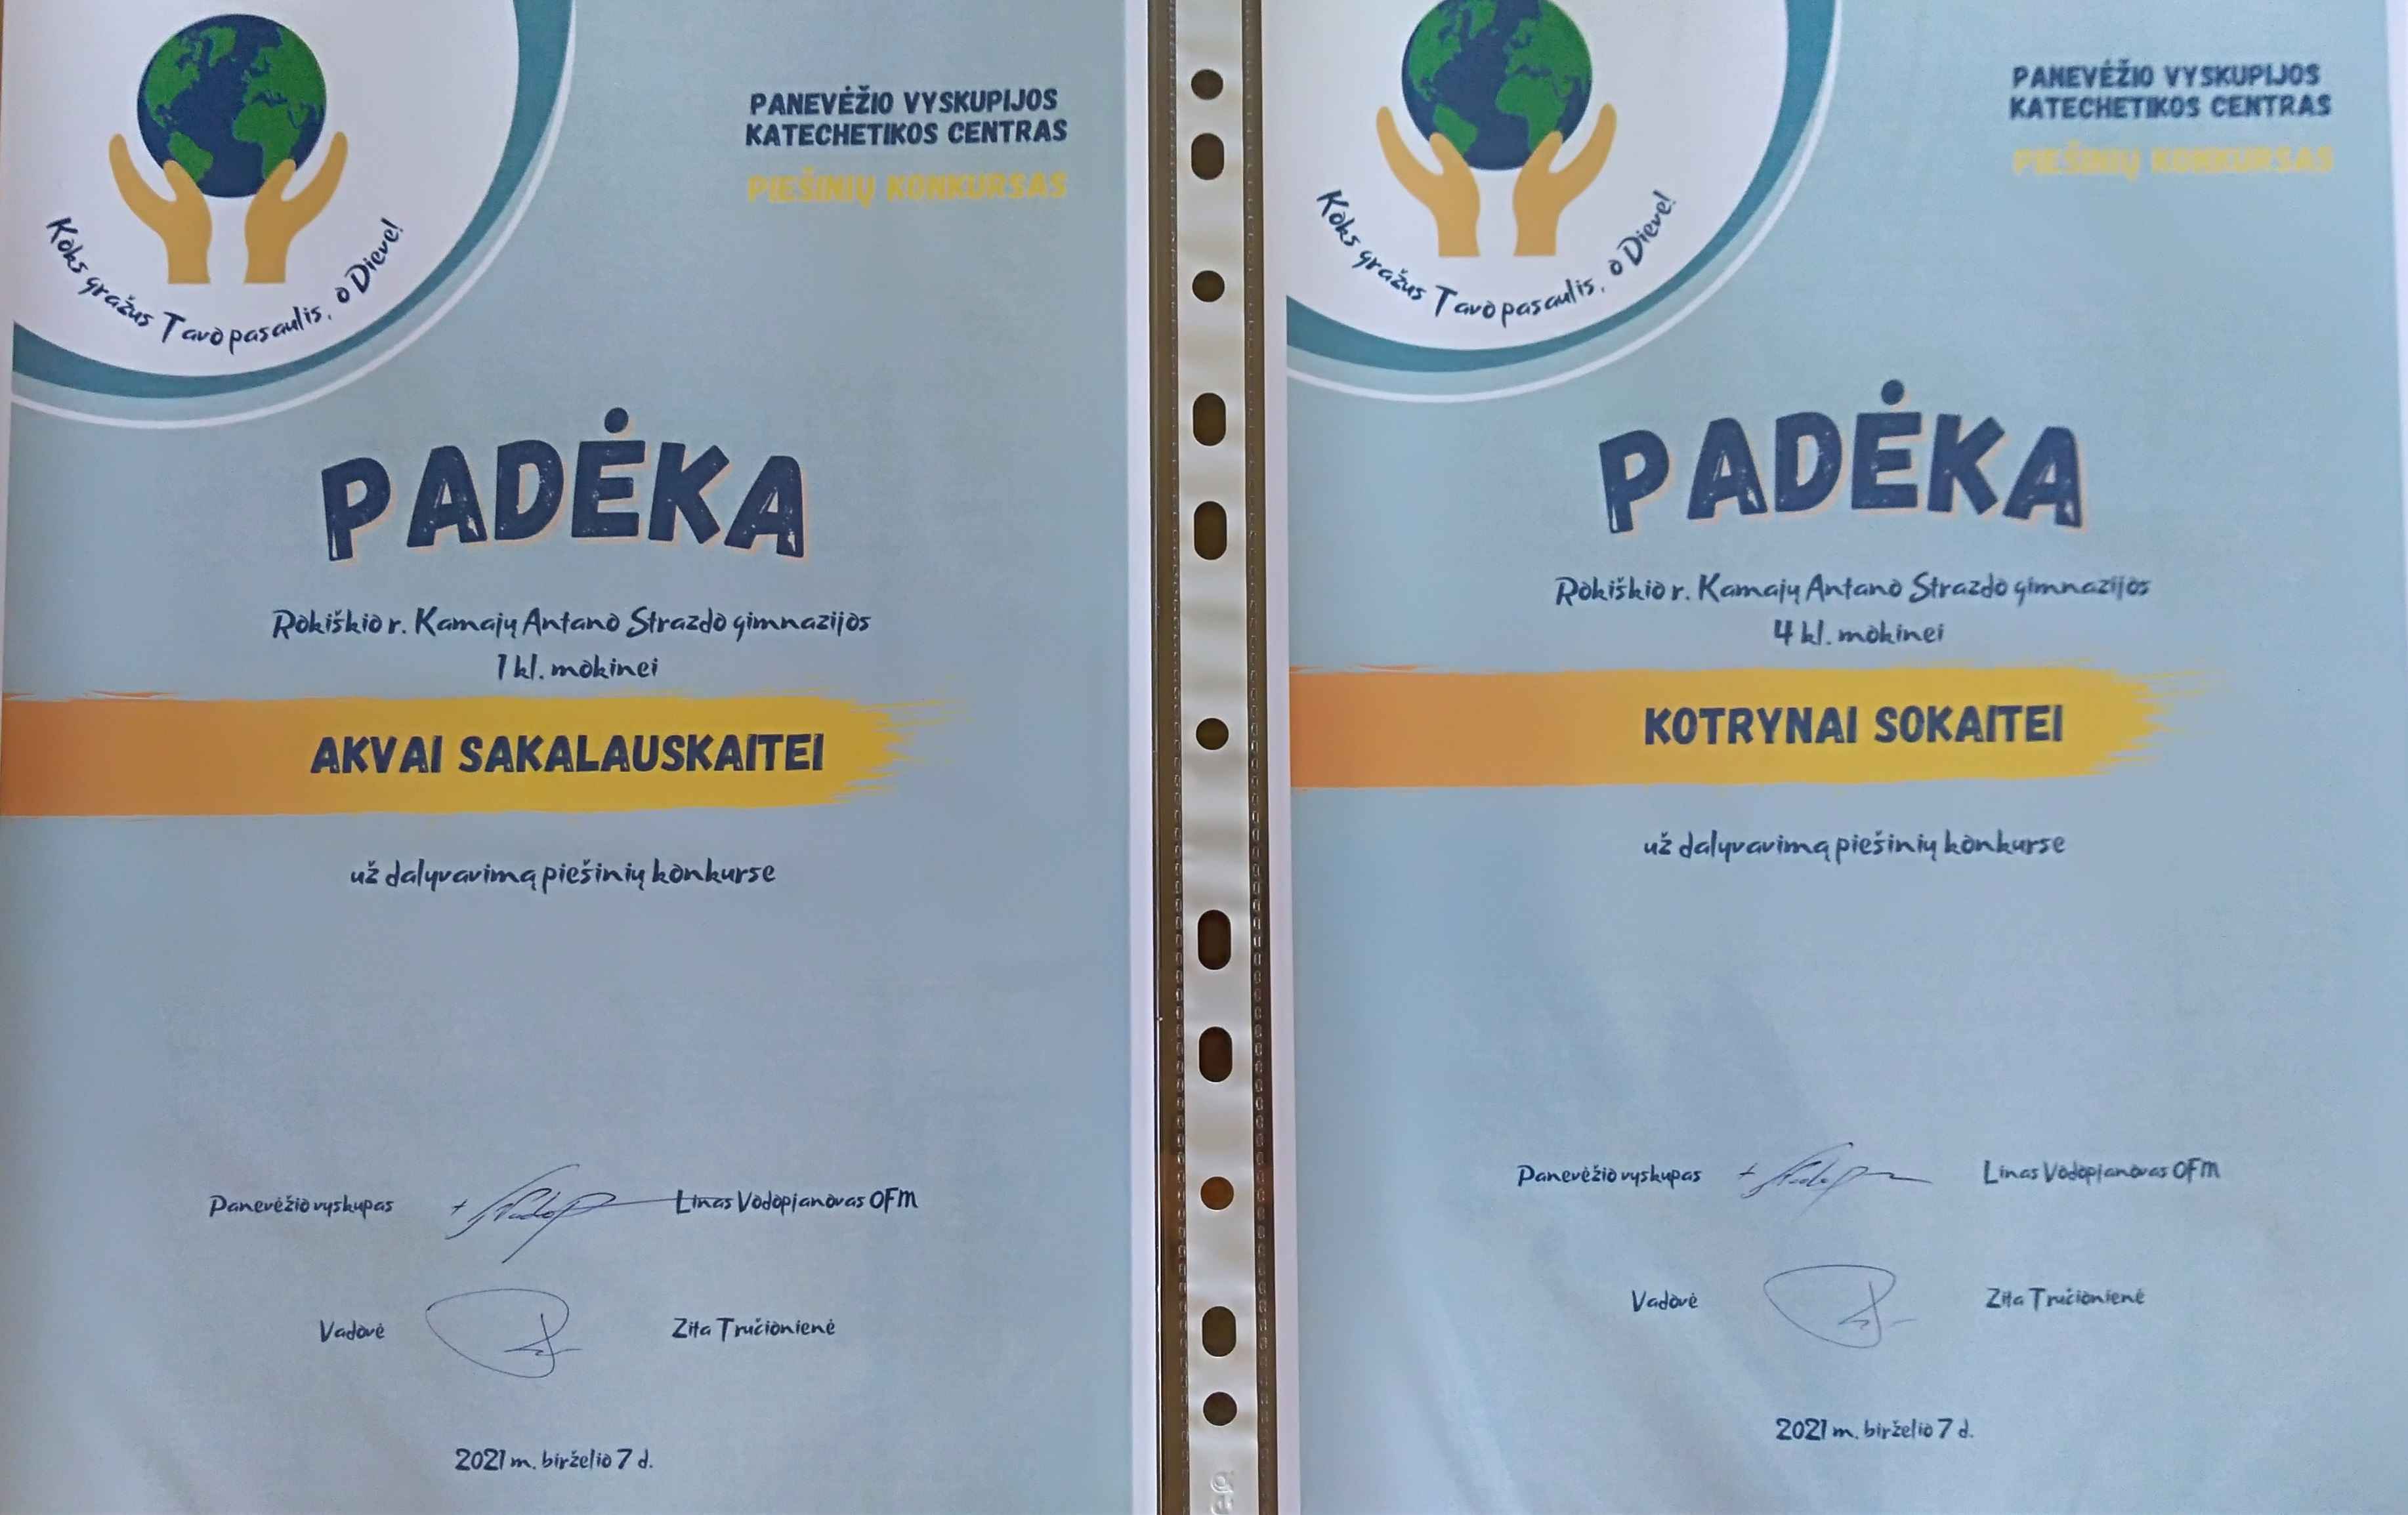 PANEVĖŽIO VYSKUPIJOS
KATECHETIKOS CENTRAS
PIEŠINIŲ KONKURSAS
Koks gražus Tavo pasaulis, o Dieve!
PADĖKA
Rokiškio r. Kamajų Antano Strazdo gimnazijos
1 kl. mokinei
AKVAI SAKALAUSKAITEI
už dalyvavimą piešinių konkurse
Panevėžio vyskupas Linas Vodopjanovas OFM
Vadovė Zita Tručionienė
2021 m. birželio 7 d.
PANEVĖŽIO VYSKUPIJOS
KATECHETIKOS CENTRAS
PIEŠINIŲ KONKURSAS
Koks gražus Tavo pasaulis, o Dieve!
PADĖKA
Rokiškio r. Kamajų Antano Strazdo gimnazijos
4 kl. mokinei
KOTRYNAI SOKAITEI
už dalyvavimą piešinių konkurse
Panevėžio vyskupas Linas Vodopjanovas OFM
Vadovė Zita Tručionienė
2021 m. birželio 7 d.